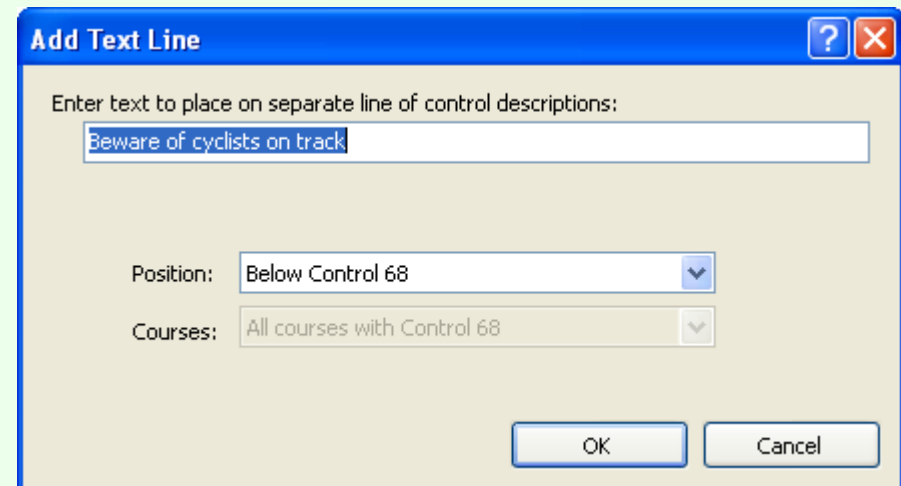 Add Text Line
Enter text to place on separate line of control descriptions:
Beware of cyclists on track
Position: Below Control 68
Courses: All courses with Control 68
OK Cancel